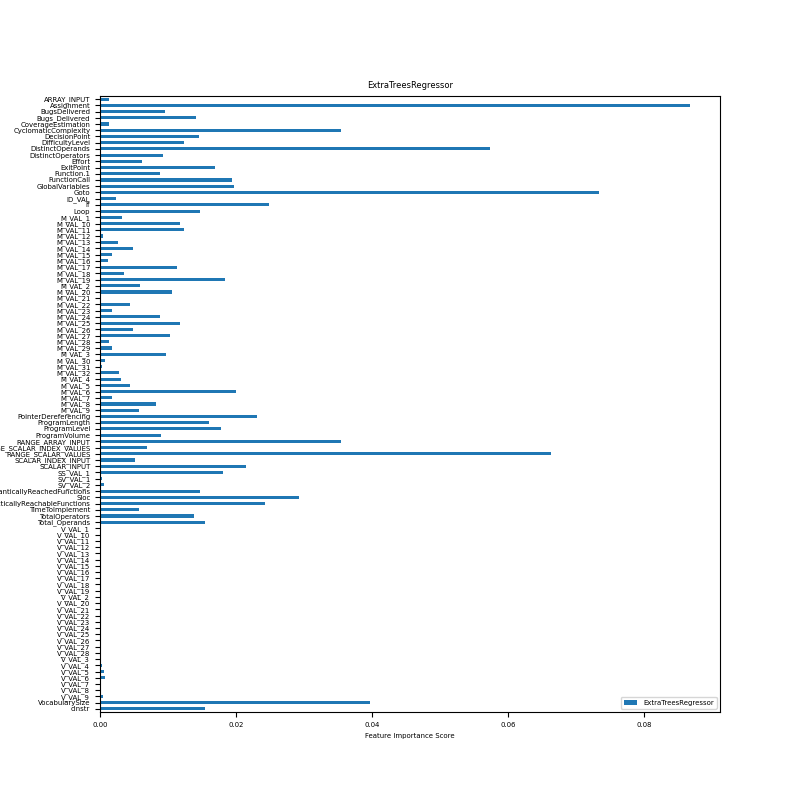 ExtraTreesRegressor
ARRAY_INPUT
Assignment
BugsDelivered
Bugs_Delivered
CoverageEstimation
CyclomaticComplexity
DecisionPoint
DifficultyLevel
DistinctOperands
DistinctOperators
Effort
ExitPoint
Function.1
FunctionCall
GlobalVariables
Goto
ID_VAL
If
Loop
M_VAL_1
M_VAL_10
M_VAL_11
M_VAL_12
M_VAL_13
M_VAL_14
M_VAL_15
M_VAL_16
M_VAL_17
M_VAL_18
M_VAL_19
M_VAL_2
M_VAL_20
M_VAL_21
M_VAL_22
M_VAL_23
M_VAL_24
M_VAL_25
M_VAL_26
M_VAL_27
M_VAL_28
M_VAL_29
M_VAL_3
M_VAL_30
M_VAL_31
M_VAL_32
M_VAL_4
M_VAL_5
M_VAL_6
M_VAL_7
M_VAL_8
M_VAL_9
PointerDereferencing
ProgramLength
ProgramLevel
ProgramVolume
RANGE_ARRAY_INPUT
E_SCALAR_INDEX_VALUES
RANGE_SCALAR_VALUES
SCALAR_INDEX_INPUT
SCALAR_INPUT
SS_VAL_1
SV_VAL_1
SV_VAL_2
anticallyReachedFunctions
Sloc
ticallyReachableFunctions
TimeToImplement
TotalOperators
Total_Operands
V_VAL_1
V_VAL_10
V_VAL_11
V_VAL_12
V_VAL_13
V_VAL_14
V_VAL_15
V_VAL_16
V_VAL_17
V_VAL_18
V_VAL_19
V_VAL_2
V_VAL_20
V_VAL_21
V_VAL_22
V_VAL_23
V_VAL_24
V_VAL_25
V_VAL_26
V_VAL_27
V_VAL_28
V_VAL_3
V_VAL_4
V_VAL_5
V_VAL_6
V_VAL_7
V_VAL_8
V_VAL_9
VocabularySize
cinstr
ExtraTreesRegressor
0.00 0.02 0.04 0.06 0.08
Feature Importance Score